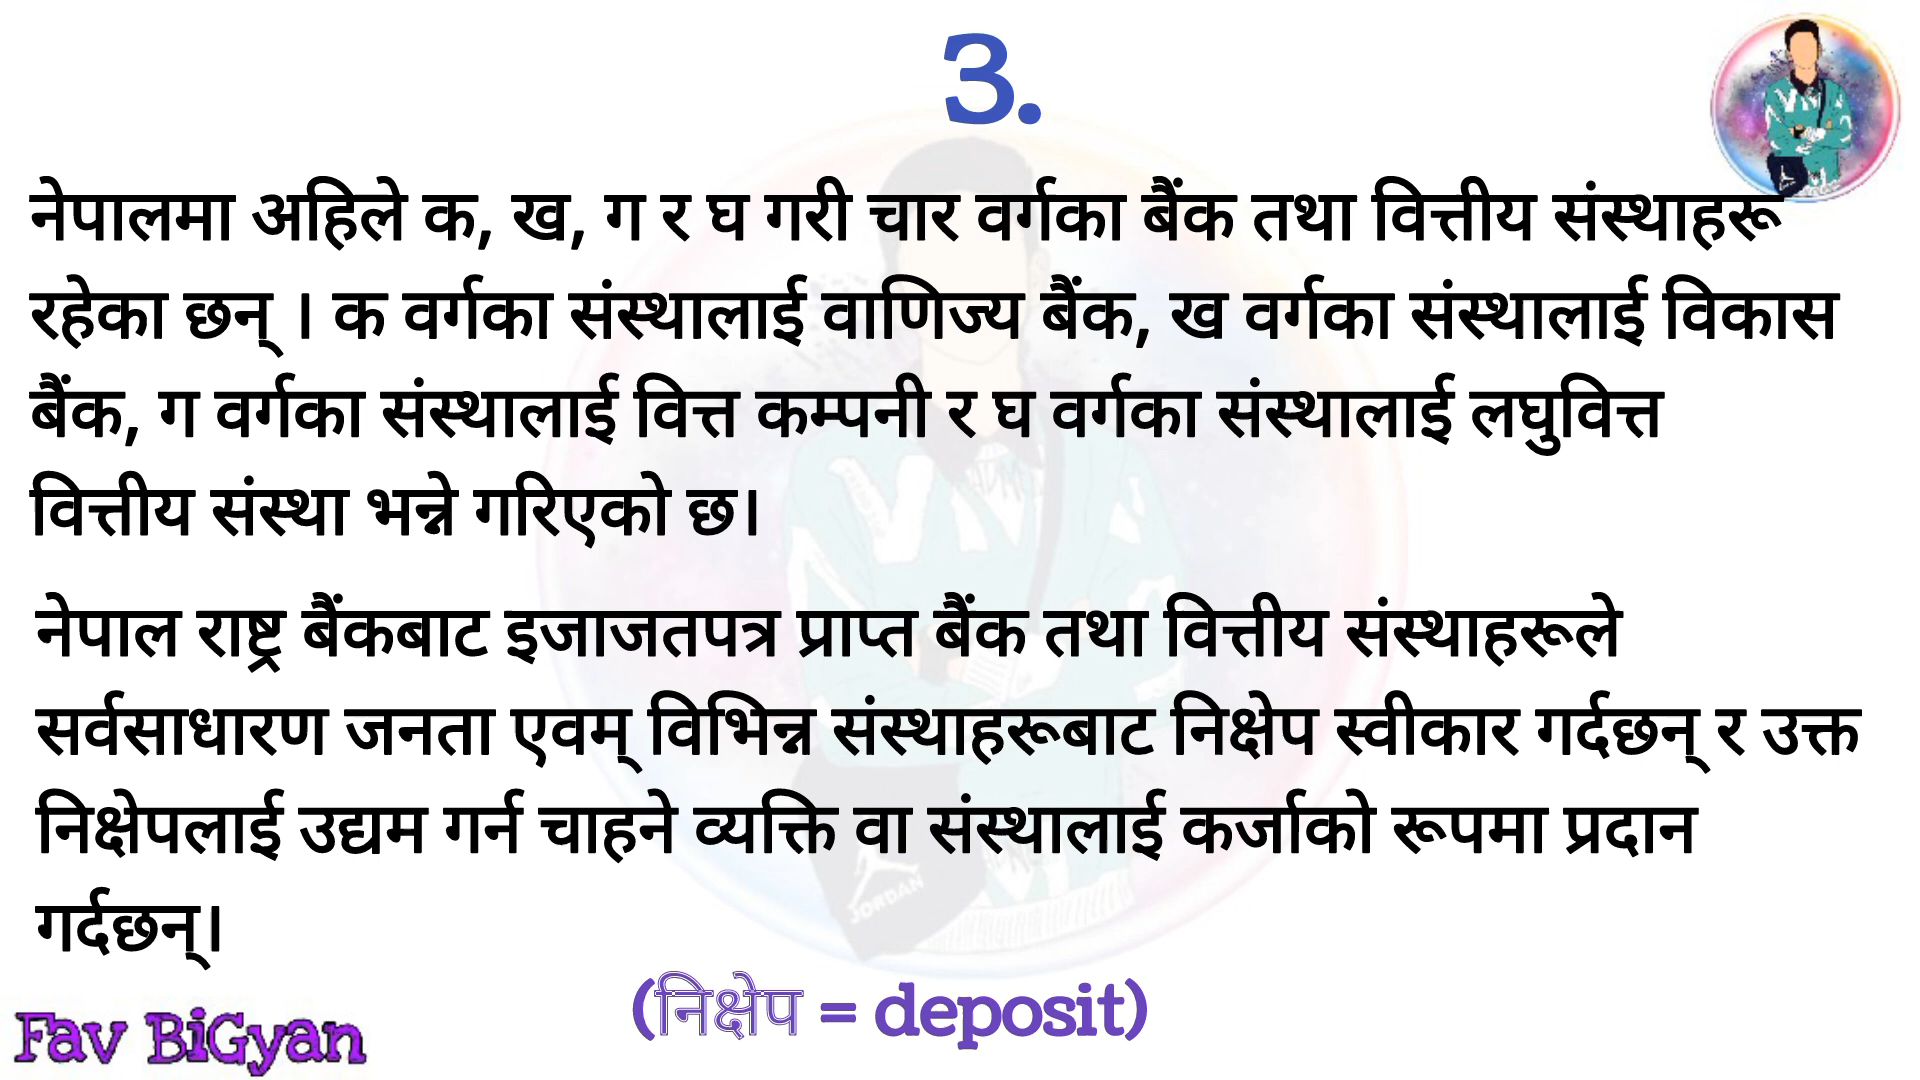 3.
नेपालमा अहिले क, ख, ग र घ गरी चार वर्गका बैंक तथा वित्तीय संस्थाहरू
रहेका छन् । क वर्गका संस्थालाई वाणिज्य बैंक, ख वर्गका संस्थालाई विकास
बैंक, ग वर्गका संस्थालाई वित्त कम्पनी र घ वर्गका संस्थालाई लघुवित्त
वित्तीय संस्था भन्ने गरिएको छ।
नेपाल राष्ट्र बैंकबाट इजाजतपत्र प्राप्त बैंक तथा वित्तीय संस्थाहरूले
सर्वसाधारण जनता एवम् विभिन्न संस्थाहरूबाट निक्षेप स्वीकार गर्दछन् र उक्त
निक्षेपलाई उद्यम गर्न चाहने व्यक्ति वा संस्थालाई कर्जाको रूपमा प्रदान
गर्दछन्।
JORDAN
(निक्षेप = deposit)
Fav BiGyan